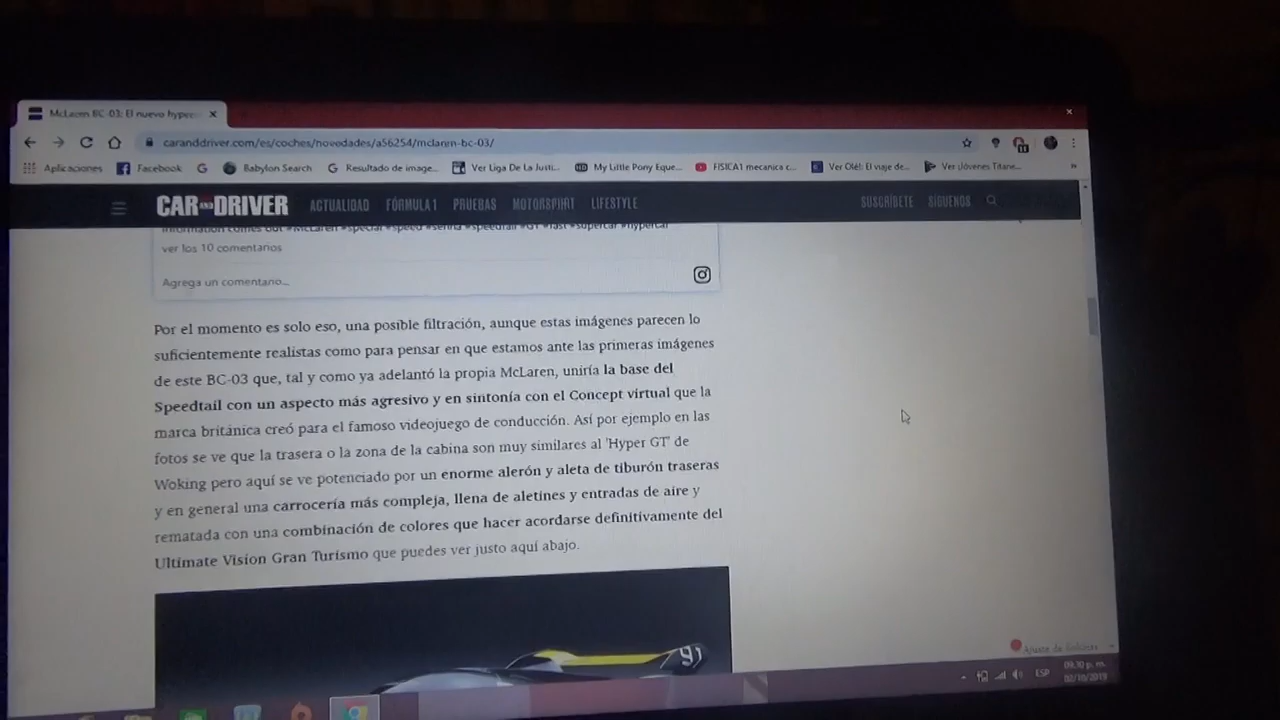 McLaren BC-03: El nuevo hyper
caranddriver.com/es/coches/novedades/a56254/mclaren-bc-03/
Aplicaciones Facebook Babylon Search Resultado de image... Ver Liga De La Justi... My Little Pony Eque... FISICA1 mecanica c... Ver Olé!: El viaje de... Ver Jóvenes Titane...
CAR AND DRIVER ACTUALIDAD FÓRMULA 1 PRUEBAS MOTORSPORT LIFESTYLE SUSCRÍBETE SÍGUENOS
information comes out #McLaren #special #speed #senna #speedtail #GT #fast #supercar #hypercar
ver los 10 comentarios
Agrega un comentario...
Por el momento es solo eso, una posible filtración, aunque estas imágenes parecen lo
suficientemente realistas como para pensar en que estamos ante las primeras imágenes
de este BC-03 que, tal y como ya adelantó la propia McLaren, uniría la base del
Speedtail con un aspecto más agresivo y en sintonía con el Concept virtual que la
marca británica creó para el famoso videojuego de conducción. Así por ejemplo en las
fotos se ve que la trasera o la zona de la cabina son muy similares al 'Hyper GT' de
Woking pero aquí se ve potenciado por un enorme alerón y aleta de tiburón traseras
y en general una carrocería más compleja, llena de aletines y entradas de aire y
rematada con una combinación de colores que hacer acordarse definitivamente del
Ultimate Vision Gran Turismo que puedes ver justo aquí abajo.
91
ESP
09:30 p. m.
02/10/2019